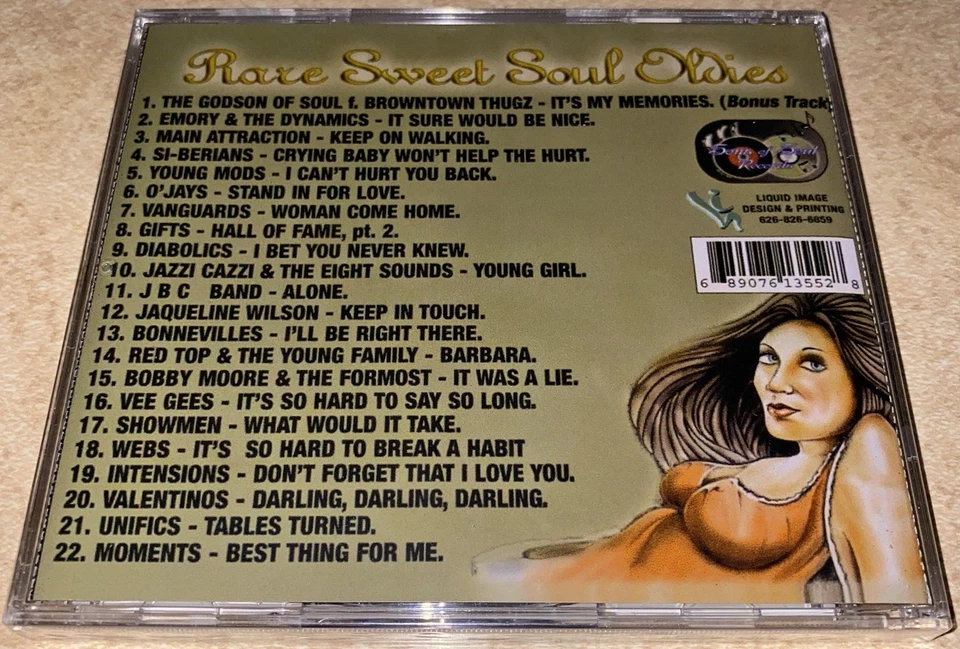 Rare Sweet Soul Oldies
1. THE GODSON OF SOUL f. BROWNTOWN THUGZ - IT'S MY MEMORIES. (Bonus Track
2. EMORY & THE DYNAMICS - IT SURE WOULD BE NICE.
3. MAIN ATTRACTION - KEEP ON WALKING.
4. SI-BERIANS - CRYING BABY WON'T HELP THE HURT.
5. YOUNG MODS - I CAN'T HURT YOU BACK.
6. O'JAYS - STAND IN FOR LOVE.
7. VANGUARDS - WOMAN COME HOME.
8. GIFTS - HALL OF FAME, pt. 2.
9. DIABOLICS - I BET YOU NEVER KNEW.
10. JAZZI CAZZI & THE EIGHT SOUNDS - YOUNG GIRL.
11. J B C BAND - ALONE.
12. JAQUELINE WILSON - KEEP IN TOUCH.
13. BONNEVILLES - I'LL BE RIGHT THERE.
14. RED TOP & THE YOUNG FAMILY - BARBARA.
15. BOBBY MOORE & THE FORMOST - IT WAS A LIE.
16. VEE GEES - IT'S SO HARD TO SAY SO LONG.
17. SHOWMEN - WHAT WOULD IT TAKE.
18. WEBS - IT'S SO HARD TO BREAK A HABIT
19. INTENSIONS - DON'T FORGET THAT I LOVE YOU.
20. VALENTINOS - DARLING, DARLING, DARLING.
21. UNIFICS - TABLES TURNED.
22. MOMENTS - BEST THING FOR ME.
Sons of Soul
Records
LIQUID IMAGE
DESIGN & PRINTING
626-826-6859
6 89076 13552 8